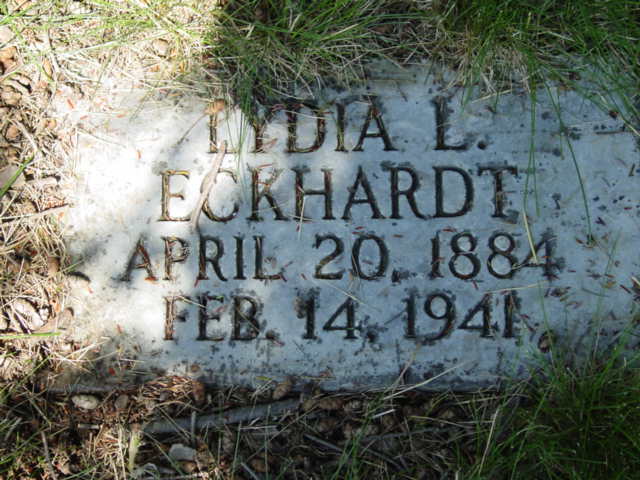 LYDIA L.
ECKHARDT
APRIL 20, 1884
FEB. 14, 1941